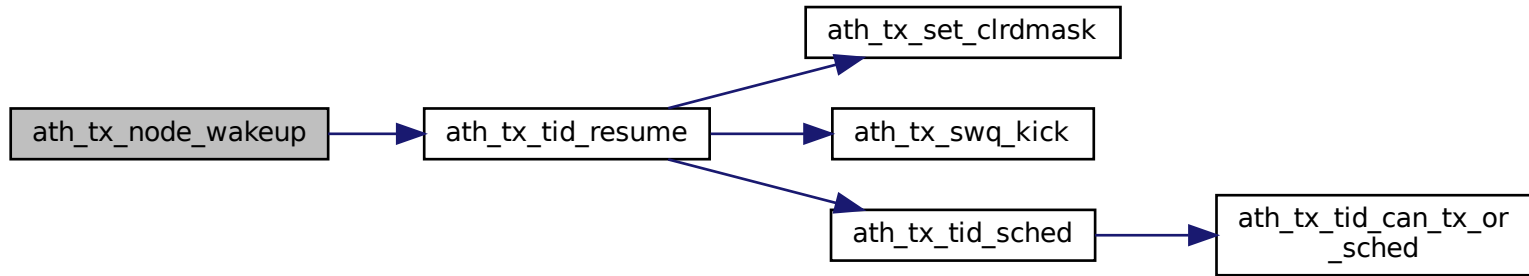 ath_tx_node_wakeup
ath_tx_tid_resume
ath_tx_set_clrdmask
ath_tx_swq_kick
ath_tx_tid_sched
ath_tx_tid_can_tx_or
_sched